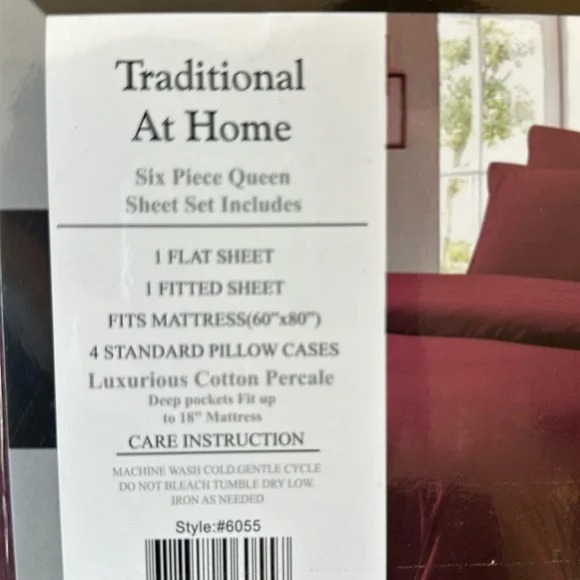 Traditional
At Home
Six Piece Queen
Sheet Set Includes
1 FLAT SHEET
1 FITTED SHEET
FITS MATTRESS(60"x80")
4 STANDARD PILLOW CASES
Luxurious Cotton Percale
Deep pockets Fit up
to 18" Mattress
CARE INSTRUCTION
MACHINE WASH COLD.GENTLE CYCLE
DO NOT BLEACH TUMBLE DRY LOW.
IRON AS NEEDED
Style:#6055